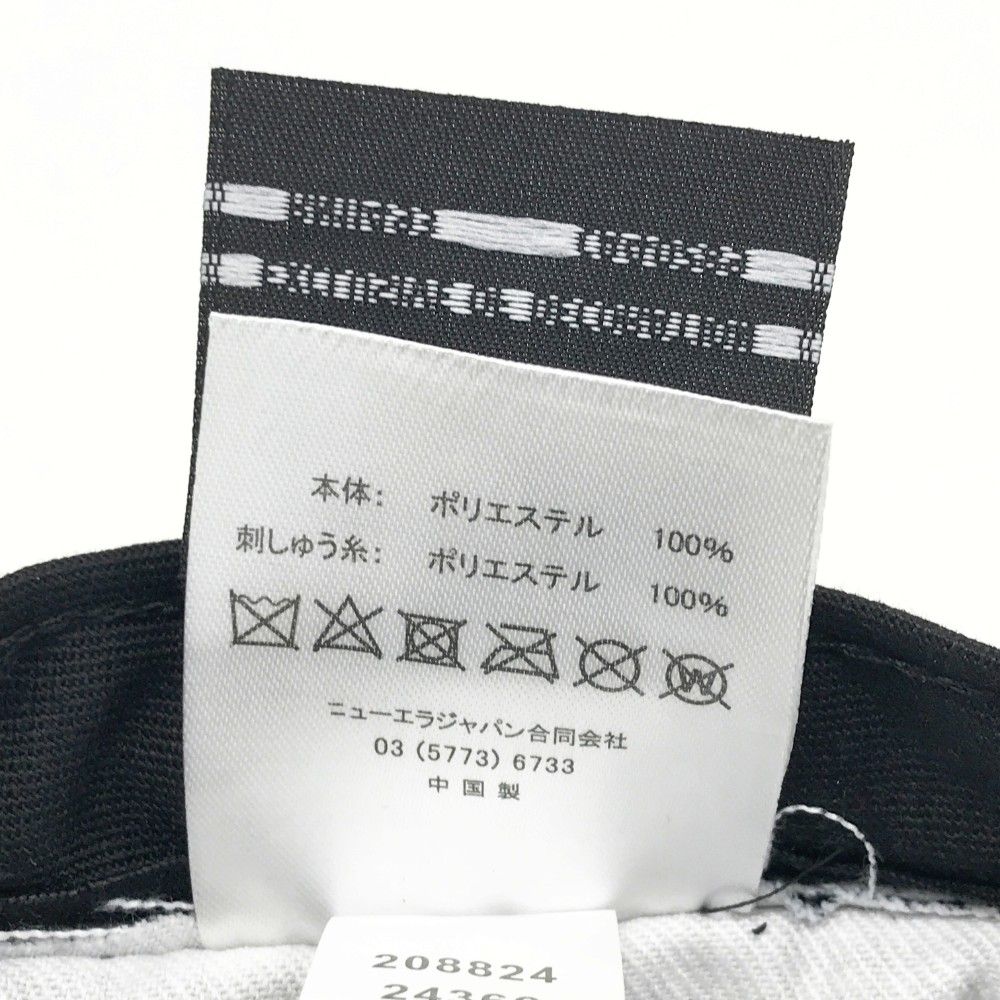 本体： ポリエステル 100%
刺しゅう糸： ポリエステル 100%
W
ニューエラジャパン合同会社
03 (5773) 6733
中国製
208824